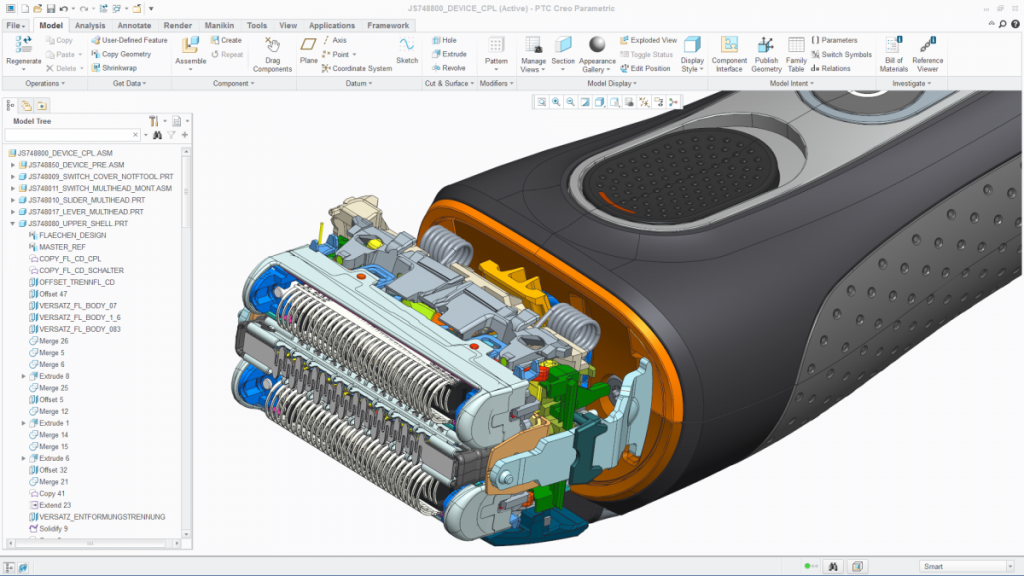 JS748800_DEVICE_CPL (Active) - PTC Creo Parametric
File Model Analysis Annotate Render Manikin Tools View Applications Framework
Regenerate
Copy
Paste
Delete
Operations
User-Defined Feature
Copy Geometry
Shrinkwrap
Get Data
Assemble
Create
Repeat
Component
Drag Components
Plane
Axis
Point
Coordinate System
Sketch
Datum
Hole
Extrude
Revolve
Cut & Surface
Pattern
Modifiers
Manage Views
Section
Appearance Gallery
Exploded View
Toggle Status
Edit Position
Display Style
Model Display
Component Interface
Publish Geometry
Family Table
[] Parameters
Switch Symbols
d= Relations
Model Intent
Bill of Materials
Reference Viewer
Investigate
Model Tree
JS748800_DEVICE_CPL.ASM
JS748850_DEVICE_PRE.ASM
JS748009_SWITCH_COVER_NOTFTOOL.PRT
JS748011_SWITCH_MULTIHEAD_MONT.ASM
JS748010_SLIDER_MULTIHEAD.PRT
JS748017_LEVER_MULTIHEAD.PRT
JS748080_UPPER_SHELL.PRT
FLAECHEN_DESIGN
MASTER_REF
COPY_FL_CD_CPL
COPY_FL_CD_SCHALTER
OFFSET_TRENNFL_CD
Offset 47
VERSATZ_FL_BODY_07
VERSATZ_FL_BODY_1_6
VERSATZ_FL_BODY_083
Merge 26
Merge 5
Merge 6
Extrude 8
Merge 25
Offset 5
Merge 12
Extrude 1
Merge 14
Merge 15
Extrude 6
Offset 32
Merge 21
Copy 41
Extend 23
VERSATZ_ENTFORMUNGSTRENNUNG
Solidify 9
Smart